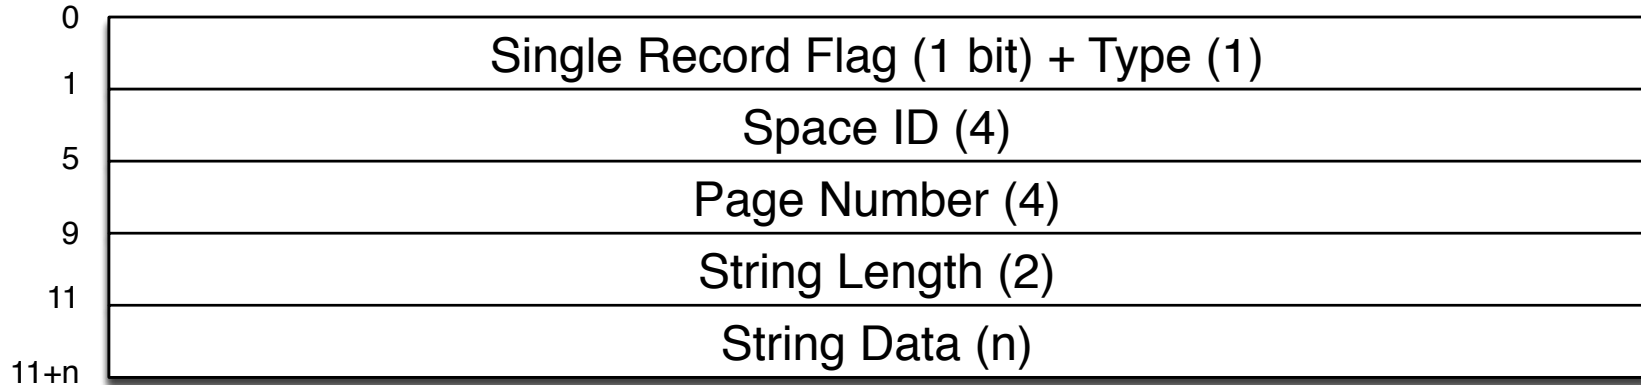 0
Single Record Flag (1 bit) + Type (1)
1
Space ID (4)
5
Page Number (4)
9
String Length (2)
11
String Data (n)
11+n